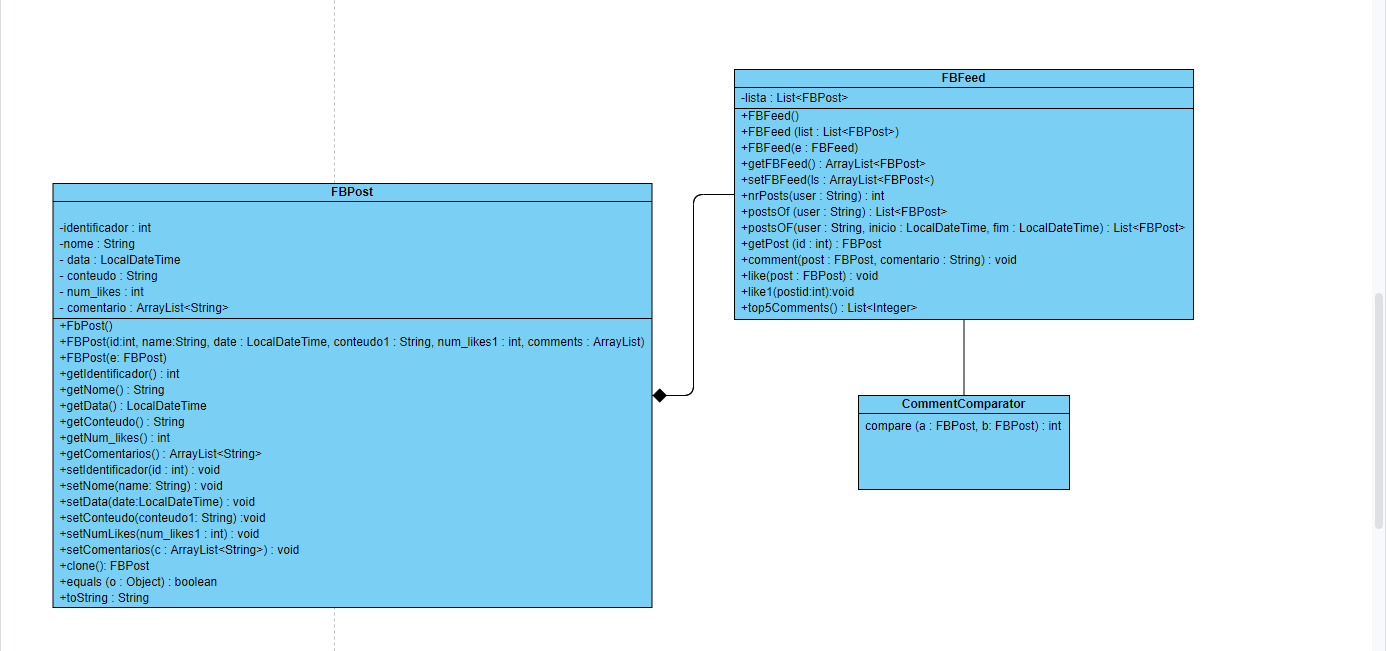 FBPost
-identificador : int
-nome : String
- data : LocalDateTime
- conteudo : String
- num_likes : int
- comentario : ArrayList<String>
+FbPost()
+FBPost(id:int, name:String, date : LocalDateTime, conteudo1 : String, num_likes1 : int, comments : ArrayList)
+FBPost(e: FBPost)
+getIdentificador() : int
+getNome() : String
+getData() : LocalDateTime
+getConteudo() : String
+getNum_likes() : int
+getComentarios() : ArrayList<String>
+setIdentificador(id : int) : void
+setNome(name: String) : void
+setData(date:LocalDateTime) : void
+setConteudo(conteudo1: String) :void
+setNumLikes(num_likes1 : int) : void
+setComentarios(c : ArrayList<String>) : void
+clone(): FBPost
+equals (o : Object) : boolean
+toString : String
FBFeed
-lista : List<FBPost>
+FBFeed()
+FBFeed (list : List<FBPost>)
+FBFeed(e : FBFeed)
+getFBFeed() : ArrayList<FBPost>
+setFBFeed(ls : ArrayList<FBPost<)
+nrPosts(user : String) : int
+postsOf (user : String) : List<FBPost>
+postsOF(user : String, inicio : LocalDateTime, fim : LocalDateTime) : List<FBPost>
+getPost (id : int) : FBPost
+comment(post : FBPost, comentario : String) : void
+like(post : FBPost) : void
+like1(postid:int):void
+top5Comments() : List<Integer>
CommentComparator
compare (a : FBPost, b: FBPost) : int